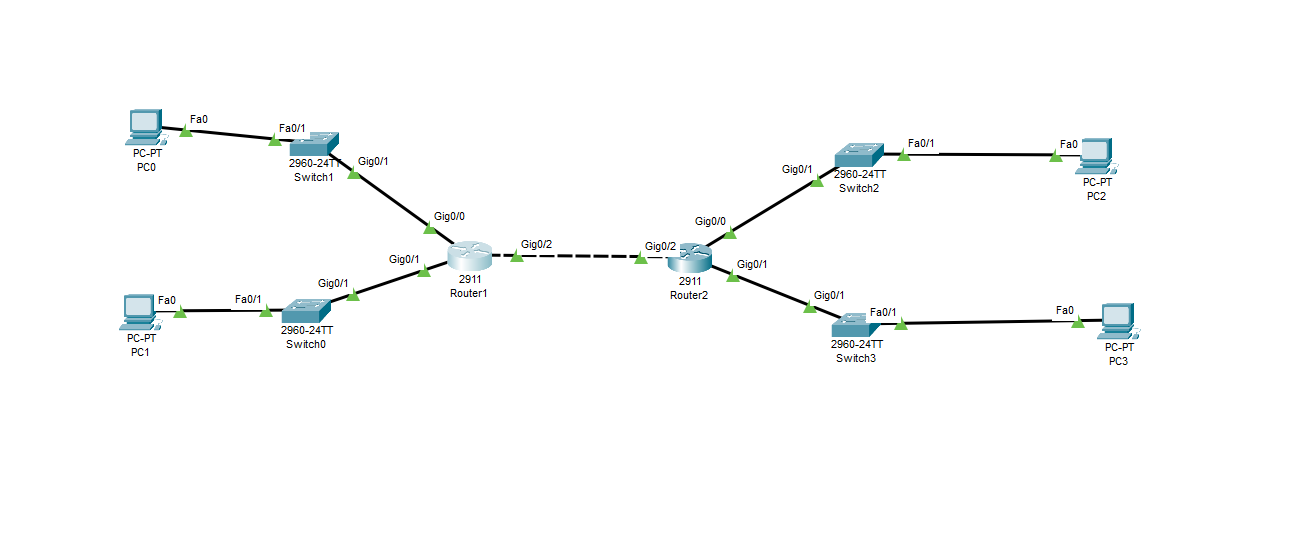 Fa0
Fa0/1
PC-PT
PC0
2960-24TT
Switch1
Gig0/1
Gig0/0
Gig0/1
Gig0/2
2911
Router1
Fa0
Fa0/1
Gig0/1
PC-PT
PC1
2960-24TT
Switch0
Gig0/2
2911
Router2
Gig0/0
Gig0/1
Gig0/1
2960-24TT
Switch2
Fa0/1
Fa0
PC-PT
PC2
Gig0/1
Fa0/1
2960-24TT
Switch3
Fa0
PC-PT
PC3